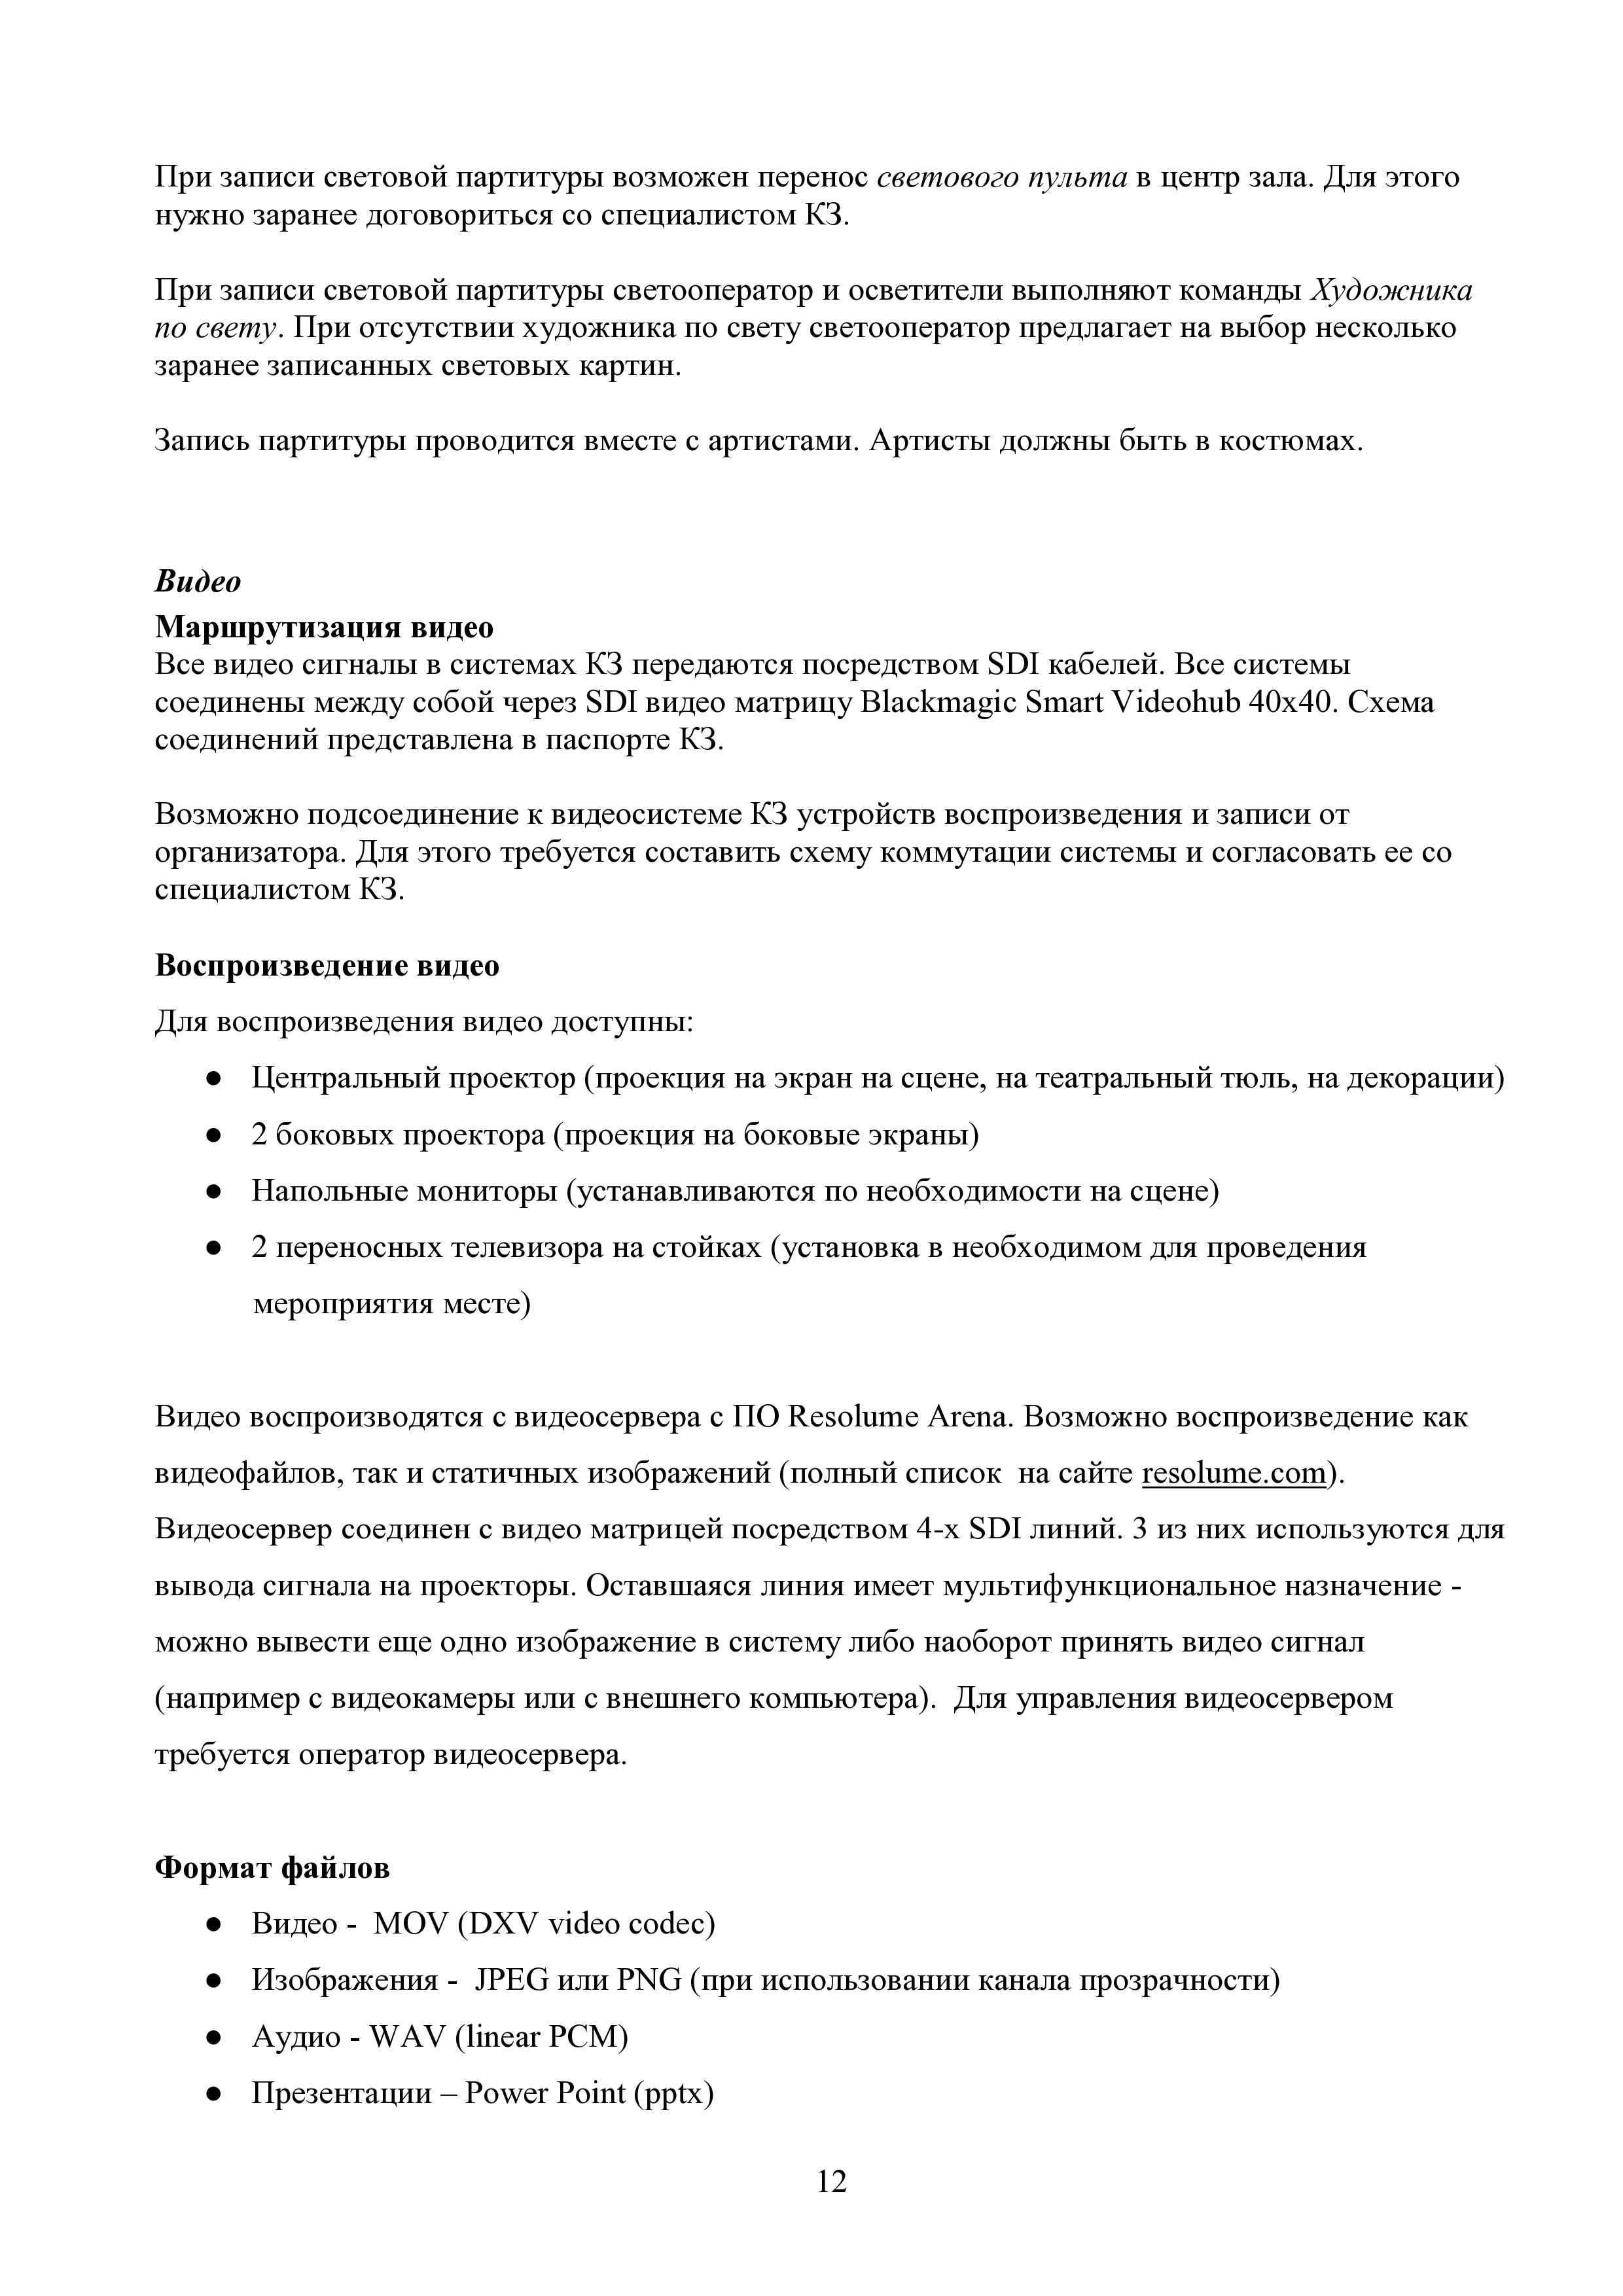 При записи световой партитуры возможен перенос светового пульта в центр зала. Для этого
нужно заранее договориться со специалистом КЗ.
При записи световой партитуры светооператор и осветители выполняют команды Художника
по свету. При отсутствии художника по свету светооператор предлагает на выбор несколько
заранее записанных световых картин.
Запись партитуры проводится вместе с артистами. Артисты должны быть в костюмах.
Видео
Маршрутизация видео
Все видео сигналы в системах КЗ передаются посредством SDI кабелей. Все системы
соединены между собой через SDI видео матрицу Blackmagic Smart Videohub 40x40. Схема
соединений представлена в паспорте КЗ.
Возможно подсоединение к видеосистеме КЗ устройств воспроизведения и записи от
организатора. Для этого требуется составить схему коммутации системы и согласовать ее со
специалистом КЗ.
Воспроизведение видео
Для воспроизведения видео доступны:
● Центральный проектор (проекция на экран на сцене, на театральный тюль, на декорации)
● 2 боковых проектора (проекция на боковые экраны)
● Напольные мониторы (устанавливаются по необходимости на сцене)
● 2 переносных телевизора на стойках (установка в необходимом для проведения
мероприятия месте)
Видео воспроизводятся с видеосервера с ПО Resolume Arena. Возможно воспроизведение как
видеофайлов, так и статичных изображений (полный список  на сайте resolume.com).
Видеосервер соединен с видео матрицей посредством 4-х SDI линий. 3 из них используются для
вывода сигнала на проекторы. Оставшаяся линия имеет мультифункциональное назначение -
можно вывести еще одно изображение в систему либо наоборот принять видео сигнал
(например с видеокамеры или с внешнего компьютера).  Для управления видеосервером
требуется оператор видеосервера.
Формат файлов
● Видео -  MOV (DXV video codec)
● Изображения -  JPEG или PNG (при использовании канала прозрачности)
● Аудио - WAV (linear PCM)
● Презентации – Power Point (pptx)
12